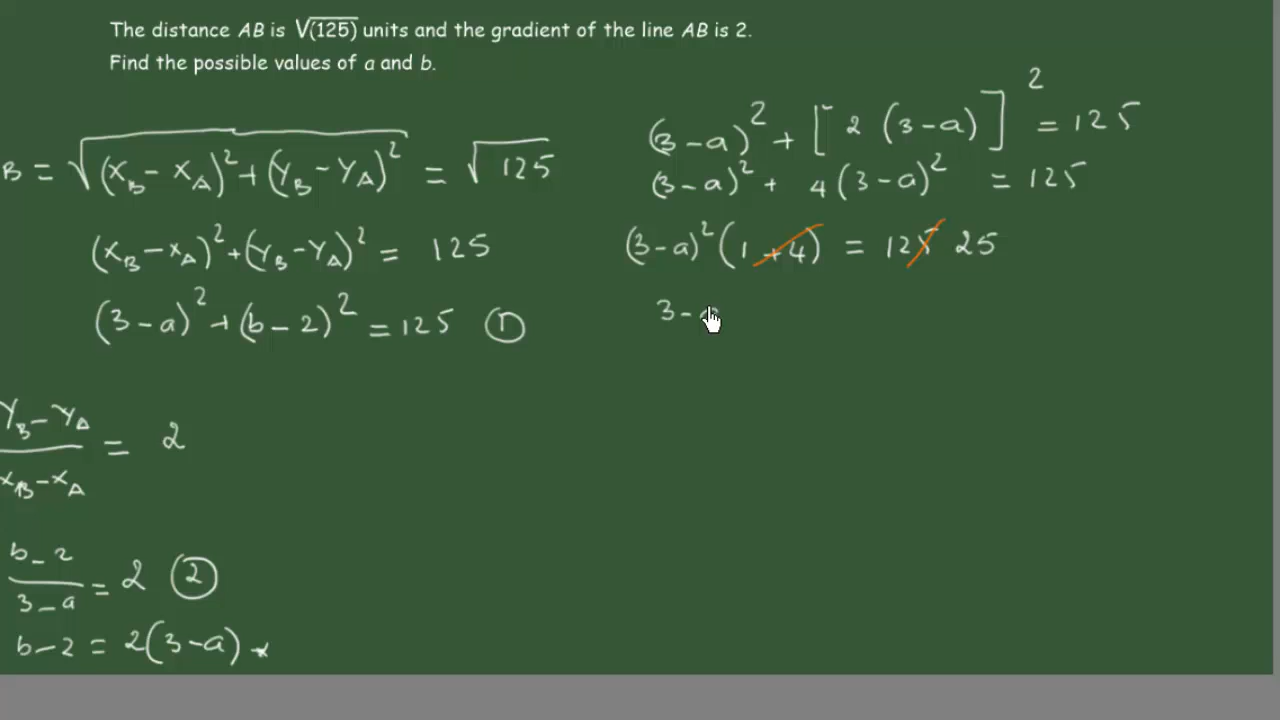 The distance AB is √(125) units and the gradient of the line AB is 2.
Find the possible values of a and b.
B = √(x_B − x_A)² + (y_B − y_A)² = √125
(x_B − x_A)² + (y_B − y_A)² = 125
(3 − a)² + (b − 2)² = 125 ①
y_B − y_A / x_B − x_A = 2
b − 2 / 3 − a = 2 ②
b − 2 = 2(3 − a) *
(3 − a)² + [2 (3 − a)]² = 125
(3 − a)² + 4(3 − a)² = 125
(3 − a)² (1 + 4) = 125 25
3 −